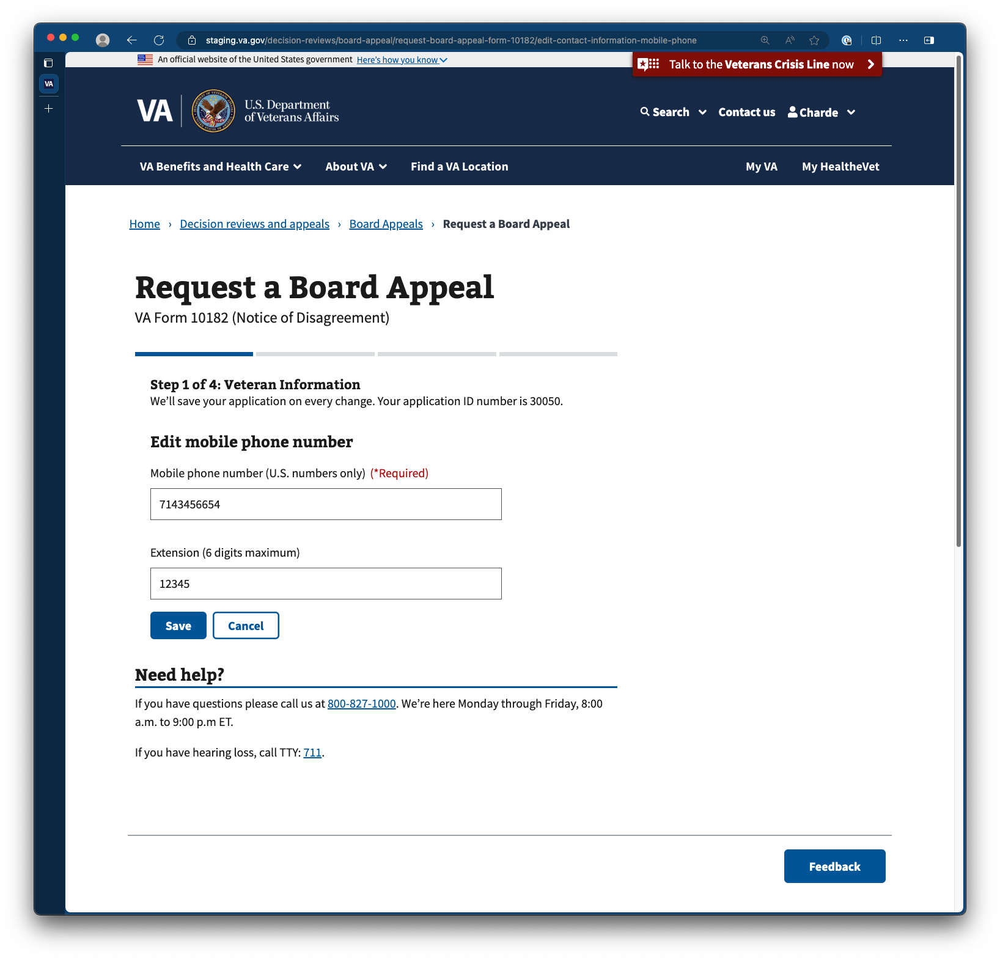 staging.va.gov/decision-reviews/board-appeal/request-board-appeal-form-10182/edit-contact-information-mobile-phone
VA
An official website of the United States government Here's how you know
Talk to the Veterans Crisis Line now
VA U.S. Department
of Veterans Affairs
Search Contact us Charde
VA Benefits and Health Care About VA Find a VA Location My VA My HealtheVet
Home › Decision reviews and appeals › Board Appeals › Request a Board Appeal
Request a Board Appeal
VA Form 10182 (Notice of Disagreement)
Step 1 of 4: Veteran Information
We'll save your application on every change. Your application ID number is 30050.
Edit mobile phone number
Mobile phone number (U.S. numbers only) (*Required)
7143456654
Extension (6 digits maximum)
12345
Save Cancel
Need help?
If you have questions please call us at 800-827-1000. We're here Monday through Friday, 8:00
a.m. to 9:00 p.m ET.
If you have hearing loss, call TTY: 711.
Feedback